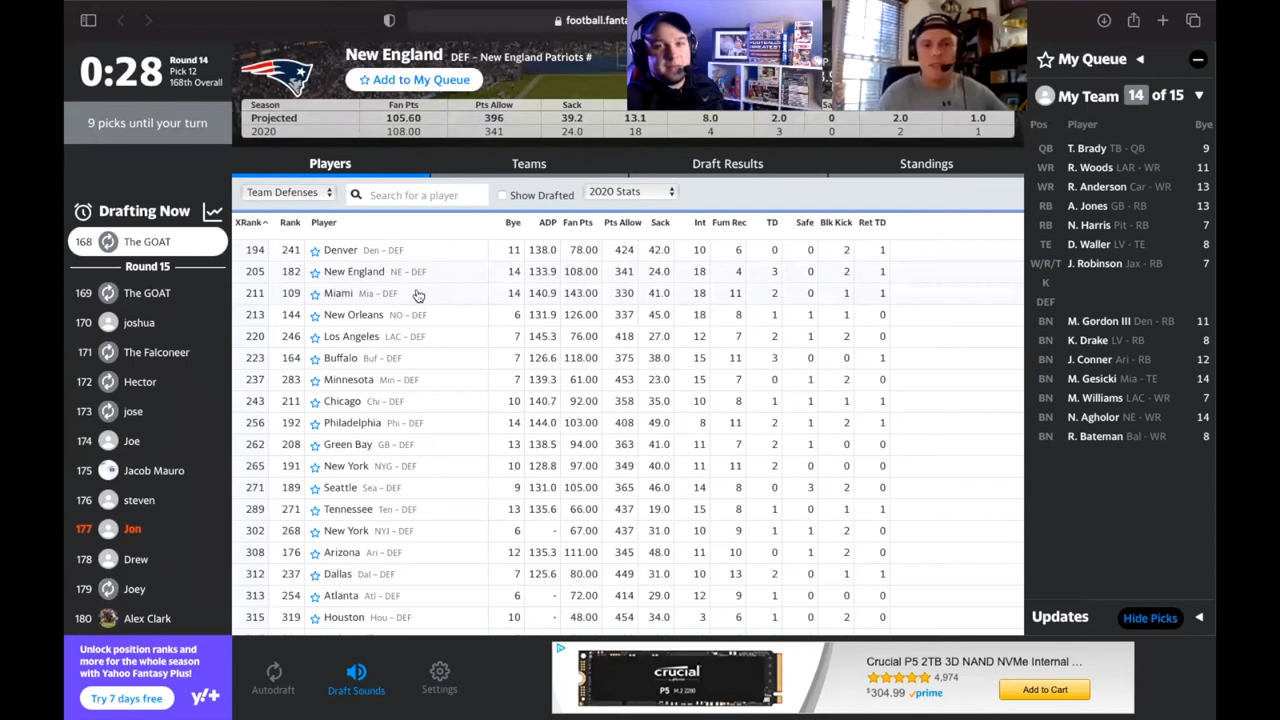 football.fanta
0:28
Round 14
Pick 12
168th Overall
9 picks until your turn
New England DEF – New England Patriots #
Add to My Queue
Season Fan Pts Pts Allow Sack Sa
Projected 105.60 396 39.2 13.1 8.0 2.0 0 2.0 1.0
2020 108.00 341 24.0 18 4 3 0 2 1
Players Teams Draft Results Standings
Team Defenses Search for a player Show Drafted 2020 Stats
XRank Rank Player Bye ADP Fan Pts Pts Allow Sack Int Fum Rec TD Safe Blk Kick Ret TD
194 241 Denver Den – DEF 11 138.0 78.00 424 42.0 10 6 0 0 2 1
205 182 New England NE – DEF 14 133.9 108.00 341 24.0 18 4 3 0 2 1
211 109 Miami Mia – DEF 14 140.9 143.00 330 41.0 18 11 2 0 1 1
213 144 New Orleans NO – DEF 6 131.9 126.00 337 45.0 18 8 1 1 1 0
220 246 Los Angeles LAC – DEF 7 145.3 76.00 418 27.0 12 7 2 1 2 0
223 164 Buffalo Buf – DEF 7 126.6 118.00 375 38.0 15 11 3 0 0 1
237 283 Minnesota Min – DEF 7 139.3 61.00 453 23.0 15 7 0 1 2 0
243 211 Chicago Chi – DEF 10 140.7 92.00 358 35.0 10 8 1 1 1 0
256 192 Philadelphia Phi – DEF 14 144.0 103.00 408 49.0 8 11 2 1 2 1
262 208 Green Bay GB – DEF 13 138.5 94.00 363 41.0 11 7 2 1 0 0
265 191 New York NYG – DEF 10 128.8 97.00 349 40.0 11 11 2 0 0 0
271 189 Seattle Sea – DEF 9 131.0 105.00 365 46.0 14 8 0 3 2 0
289 271 Tennessee Ten – DEF 13 135.6 66.00 437 19.0 15 8 1 0 1 1
302 268 New York NYJ – DEF 6 - 67.00 437 31.0 10 9 1 1 2 0
308 176 Arizona Ari – DEF 12 135.3 111.00 345 48.0 11 10 0 1 2 0
312 237 Dallas Dal – DEF 7 125.6 80.00 449 31.0 10 13 2 0 1 1
313 254 Atlanta Atl – DEF 6 - 72.00 414 29.0 12 9 1 0 0 0
315 319 Houston Hou – DEF 10 - 48.00 454 34.0 3 6 1 0 2 0
Drafting Now
168 The GOAT
Round 15
169 The GOAT
170 joshua
171 The Falconeer
172 Hector
173 jose
174 Joe
175 Jacob Mauro
176 steven
177 Jon
178 Drew
179 Joey
180 Alex Clark
My Queue
My Team 14 of 15
Pos Player Bye
QB T. Brady TB - QB 9
WR R. Woods LAR - WR 11
WR R. Anderson Car - WR 13
RB A. Jones GB - RB 13
RB N. Harris Pit - RB 7
TE D. Waller LV - TE 8
W/R/T J. Robinson Jax - RB 7
K
DEF
BN M. Gordon III Den - RB 11
BN K. Drake LV - RB 8
BN J. Conner Ari - RB 12
BN M. Gesicki Mia - TE 14
BN M. Williams LAC - WR 7
BN N. Agholor NE - WR 14
BN R. Bateman Bal - WR 8
Updates Hide Picks
Unlock position ranks and
more for the whole season
with Yahoo Fantasy Plus!
Try 7 days free y!+
Autodraft Draft Sounds Settings
crucial
P5 M.2 2280
Crucial P5 2TB 3D NAND NVMe Internal ...
4,974
$304.99 prime
Add to Cart